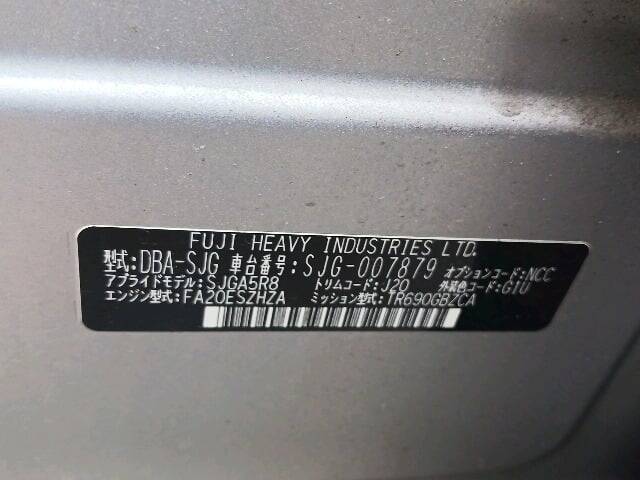 FUJI HEAVY INDUSTRIES LTD.
型式:DBA-SJG 車台番号:SJG-007879 オプションコード:NCC
アプライドモデル:SJGA5R8 トリムコード:J20 外装色コード:G1U
エンジン型式:FA20ESZHZA ミッション型式:TR690GBZCA